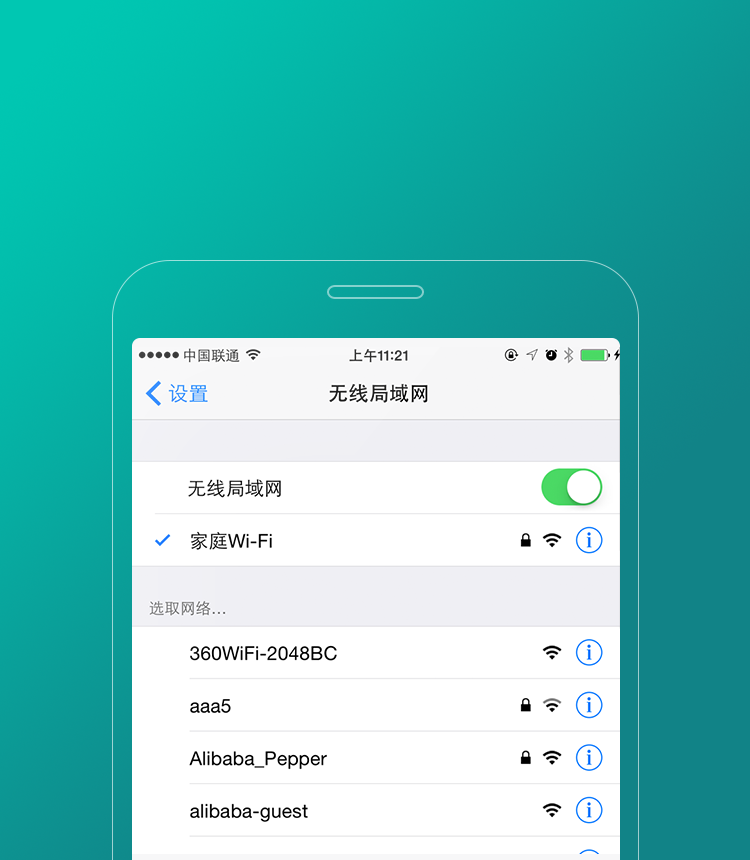 中国联通 上午11:21
设置 无线局域网
无线局域网
家庭Wi-Fi
选取网络...
360WiFi-2048BC
aaa5
Alibaba_Pepper
alibaba-guest